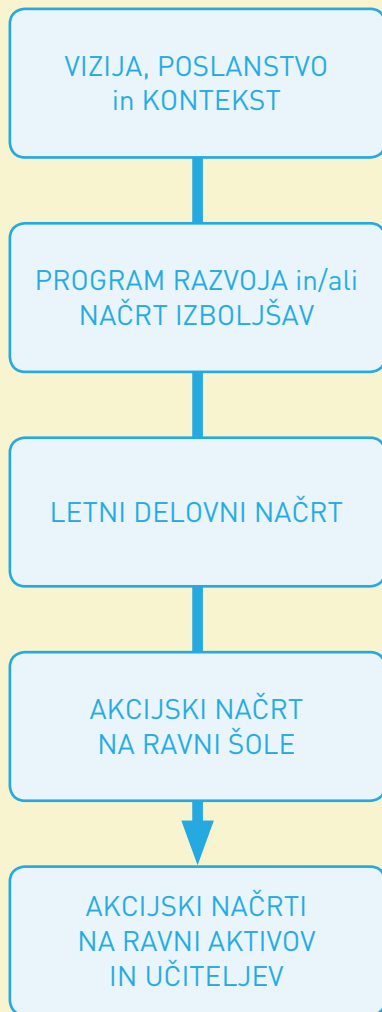 VIZIJA, POSLANSTVO
in KONTEKST
PROGRAM RAZVOJA in/ali
NAČRT IZBOLJŠAV
LETNI DELOVNI NAČRT
AKCIJSKI NAČRT
NA RAVNI ŠOLE
AKCIJSKI NAČRTI
NA RAVNI AKTIVOV
IN UČITELJEV